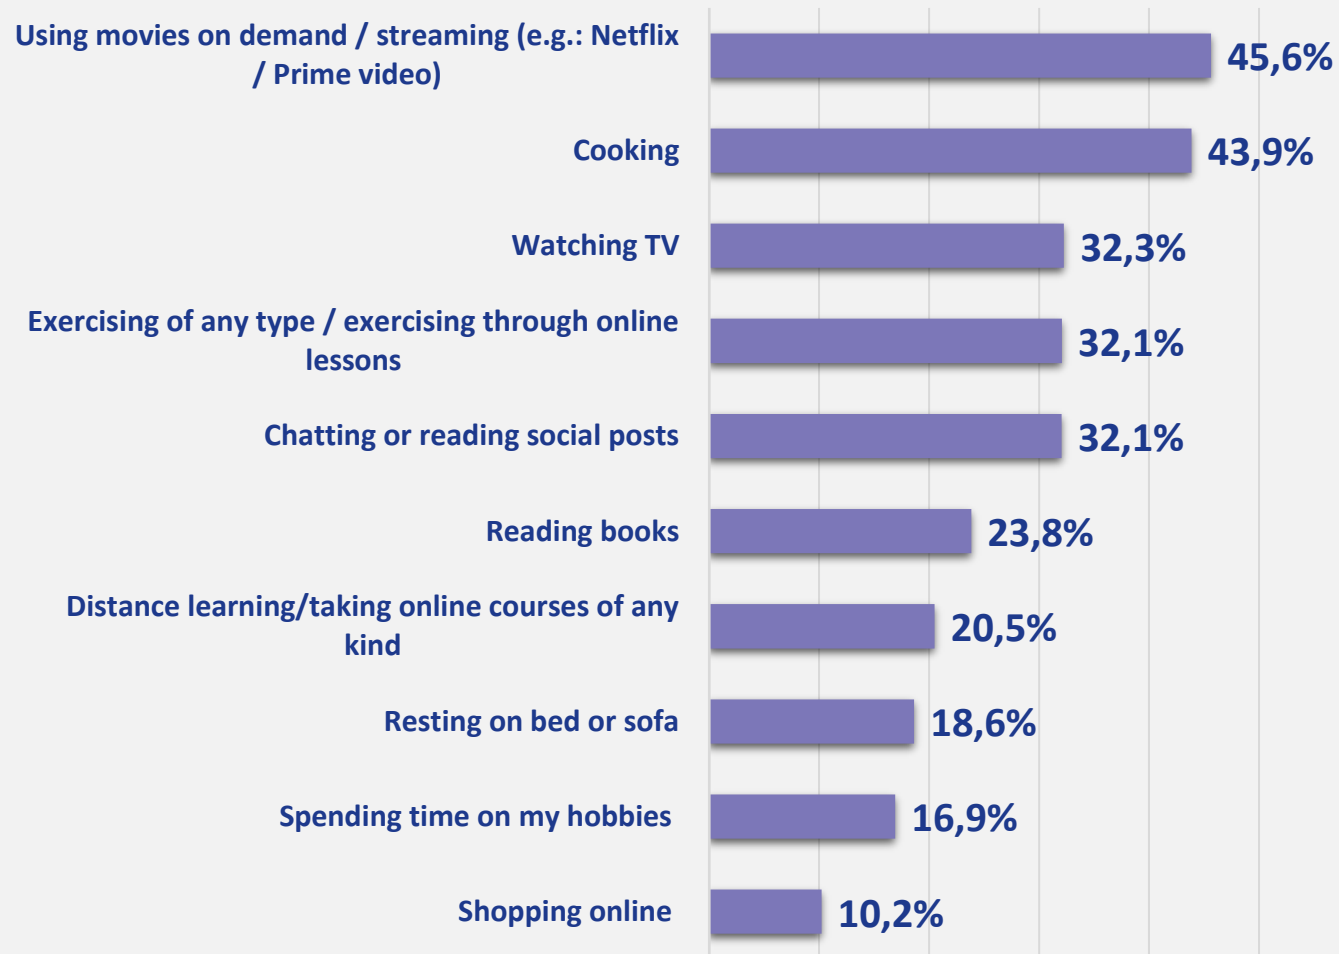 Using movies on demand / streaming (e.g.: Netflix
/ Prime video)
45,6%
Cooking
43,9%
Watching TV
32,3%
Exercising of any type / exercising through online
lessons
32,1%
Chatting or reading social posts
32,1%
Reading books
23,8%
Distance learning/taking online courses of any
kind
20,5%
Resting on bed or sofa
18,6%
Spending time on my hobbies
16,9%
Shopping online
10,2%